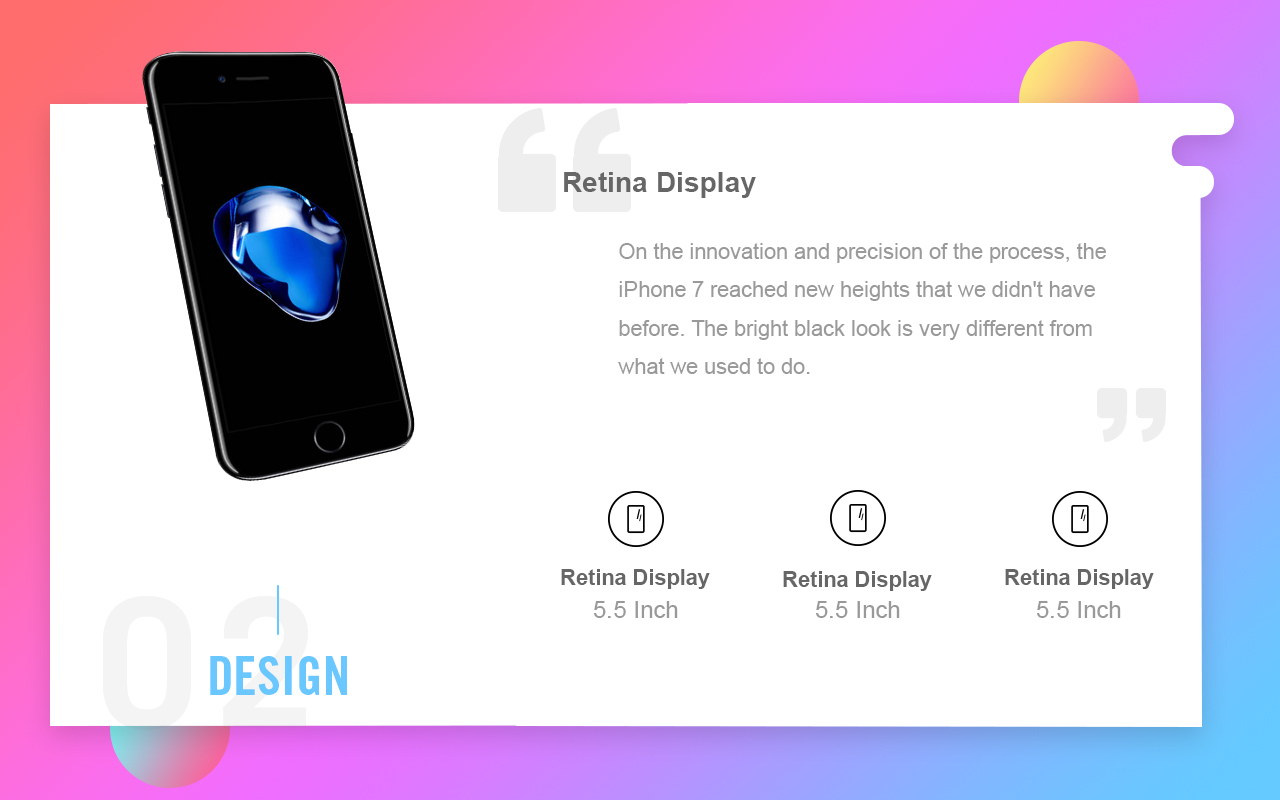 Retina Display
On the innovation and precision of the process, the
iPhone 7 reached new heights that we didn't have
before. The bright black look is very different from
what we used to do.
Retina Display
5.5 Inch
Retina Display
5.5 Inch
Retina Display
5.5 Inch
02
DESIGN